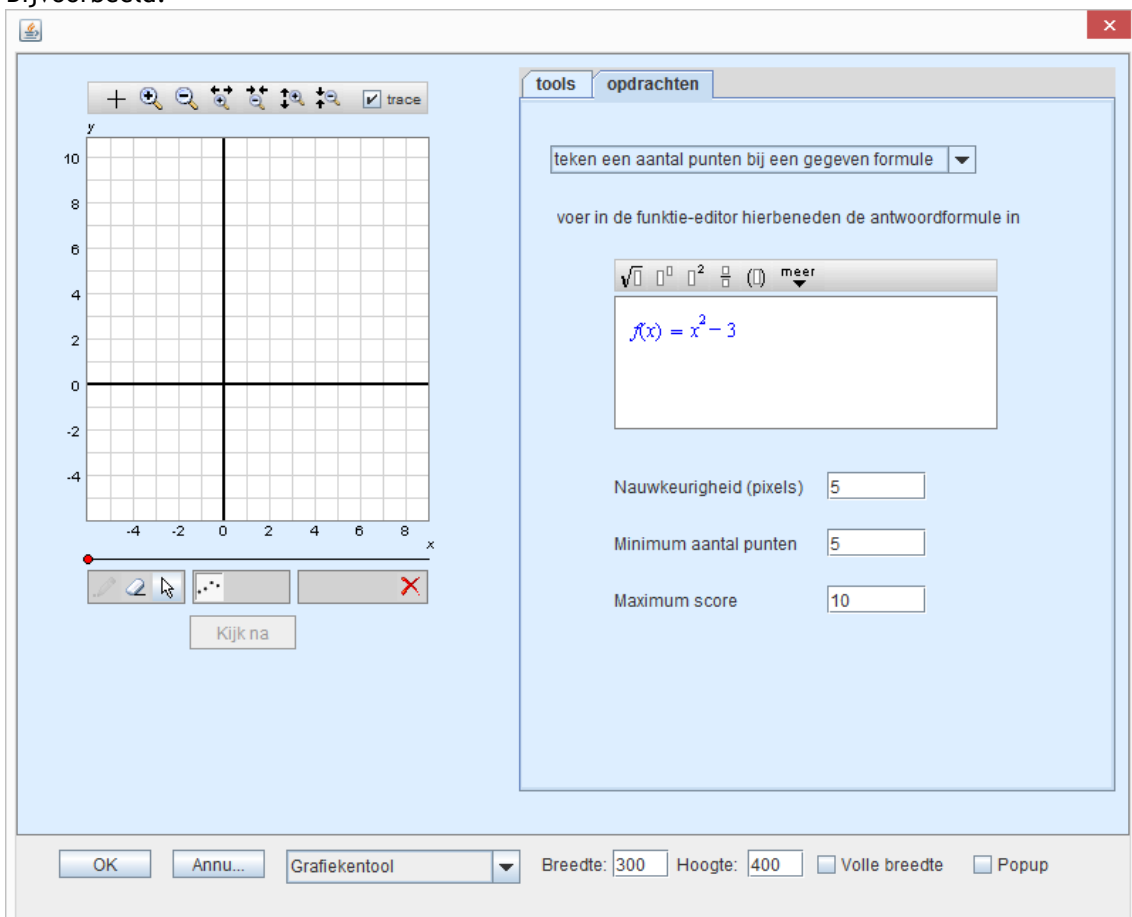 trace
y
10
8
6
4
2
0
-2
-4
-4 -2 0 2 4 6 8
x
Kijk na
tools opdrachten
teken een aantal punten bij een gegeven formule
voer in de funktie-editor hierbeneden de antwoordformule in
meer
f(x) = x² − 3
Nauwkeurigheid (pixels) 5
Minimum aantal punten 5
Maximum score 10
OK Annu... Grafiekentool Breedte: 300 Hoogte: 400 Volle breedte Popup